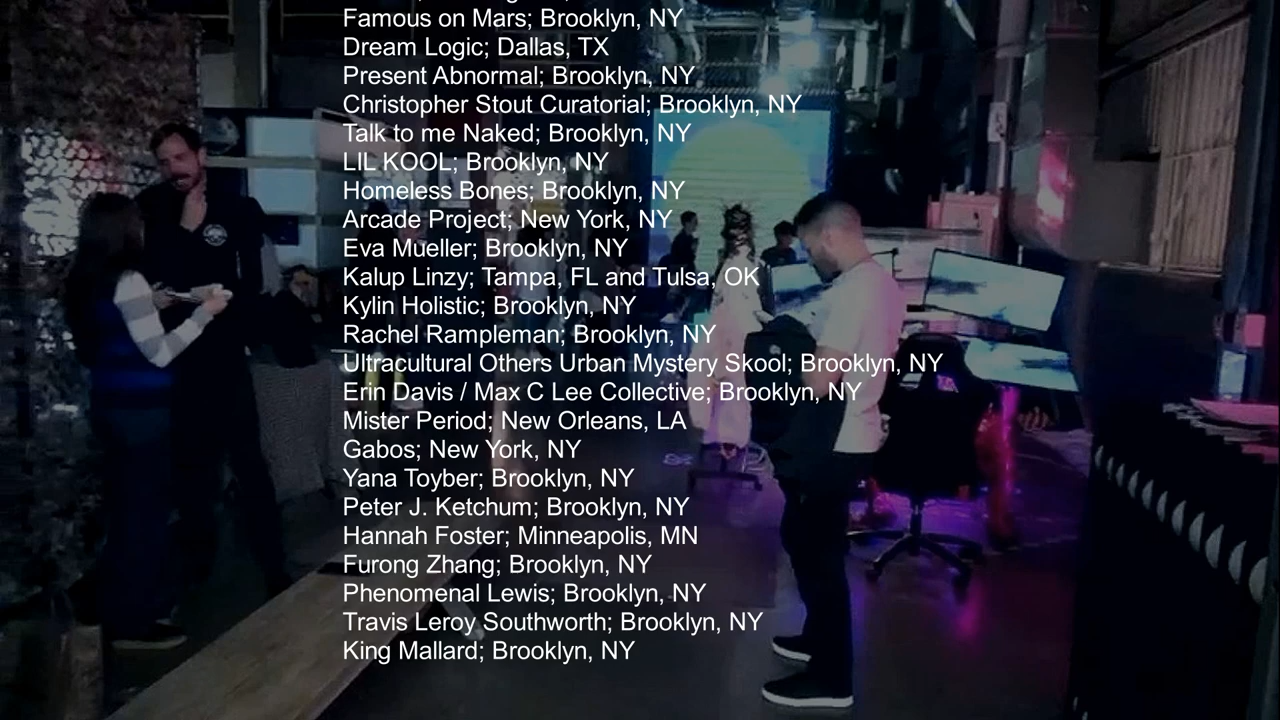 Famous on Mars; Brooklyn, NY
Dream Logic; Dallas, TX
Present Abnormal; Brooklyn, NY
Christopher Stout Curatorial; Brooklyn, NY
Talk to me Naked; Brooklyn, NY
LIL KOOL; Brooklyn, NY
Homeless Bones; Brooklyn, NY
Arcade Project; New York, NY
Eva Mueller; Brooklyn, NY
Kalup Linzy; Tampa, FL and Tulsa, OK
Kylin Holistic; Brooklyn, NY
Rachel Rampleman; Brooklyn, NY
Ultracultural Others Urban Mystery Skool; Brooklyn, NY
Erin Davis / Max C Lee Collective; Brooklyn, NY
Mister Period; New Orleans, LA
Gabos; New York, NY
Yana Toyber; Brooklyn, NY
Peter J. Ketchum; Brooklyn, NY
Hannah Foster; Minneapolis, MN
Furong Zhang; Brooklyn, NY
Phenomenal Lewis; Brooklyn, NY
Travis Leroy Southworth; Brooklyn, NY
King Mallard; Brooklyn, NY